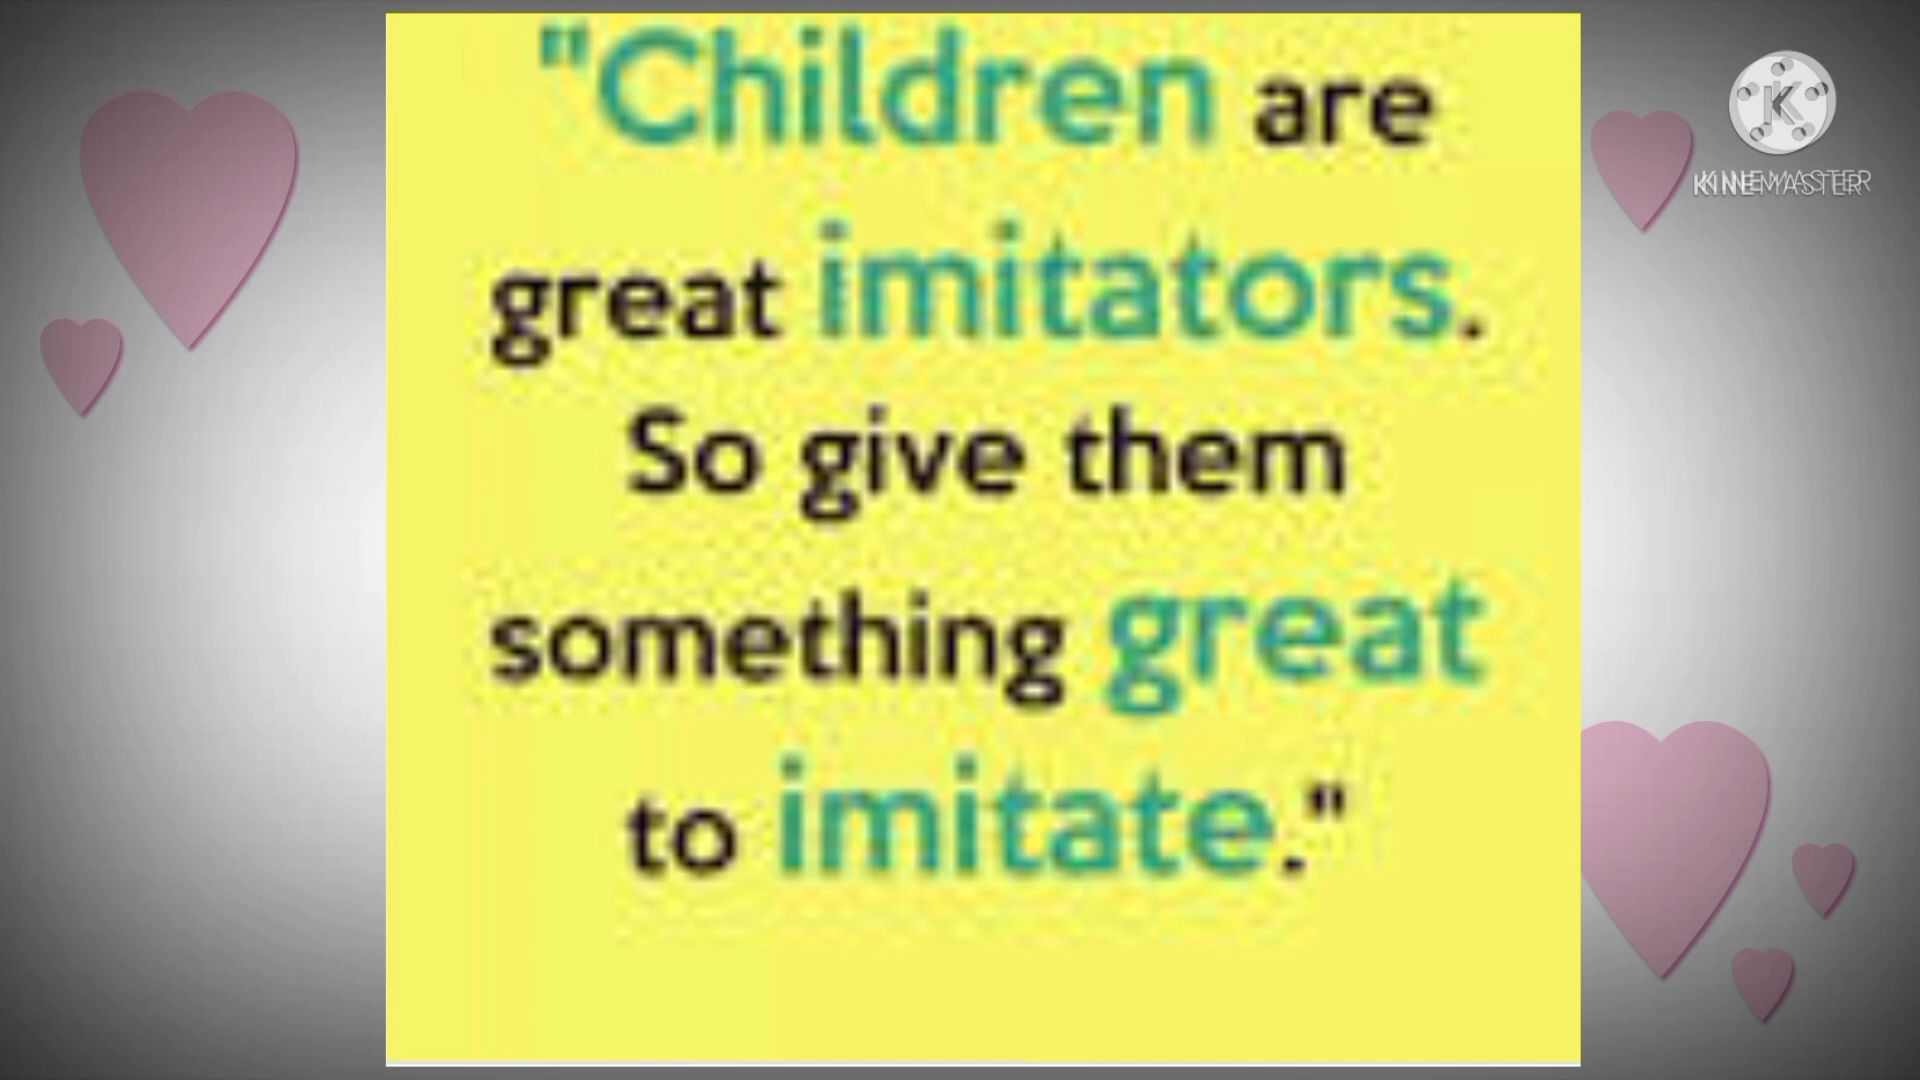 "Children are
great imitators.
So give them
something great
to imitate."
K
KINEMASTER